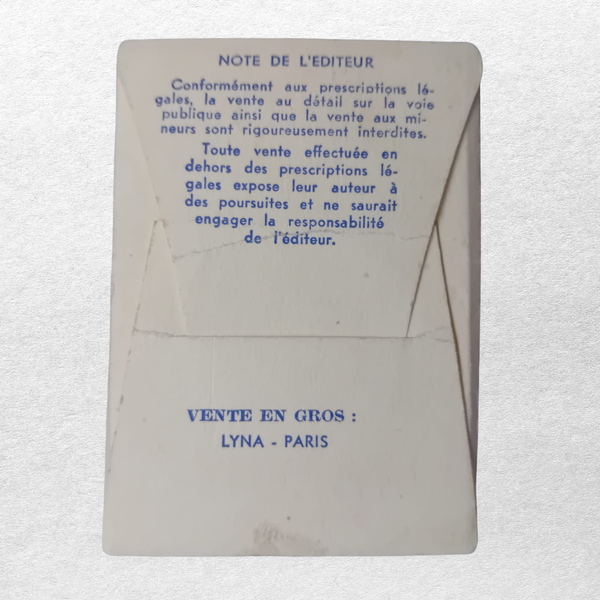 NOTE DE L'EDITEUR
Conformément aux prescriptions lé-
gales, la vente au détail sur la voie
publique ainsi que la vente aux mi-
neurs sont rigoureusement interdites.
Toute vente effectuée en
dehors des prescriptions lé-
gales expose leur auteur à
des poursuites et ne saurait
engager la responsabilité
de l'éditeur.
VENTE EN GROS :
LYNA - PARIS